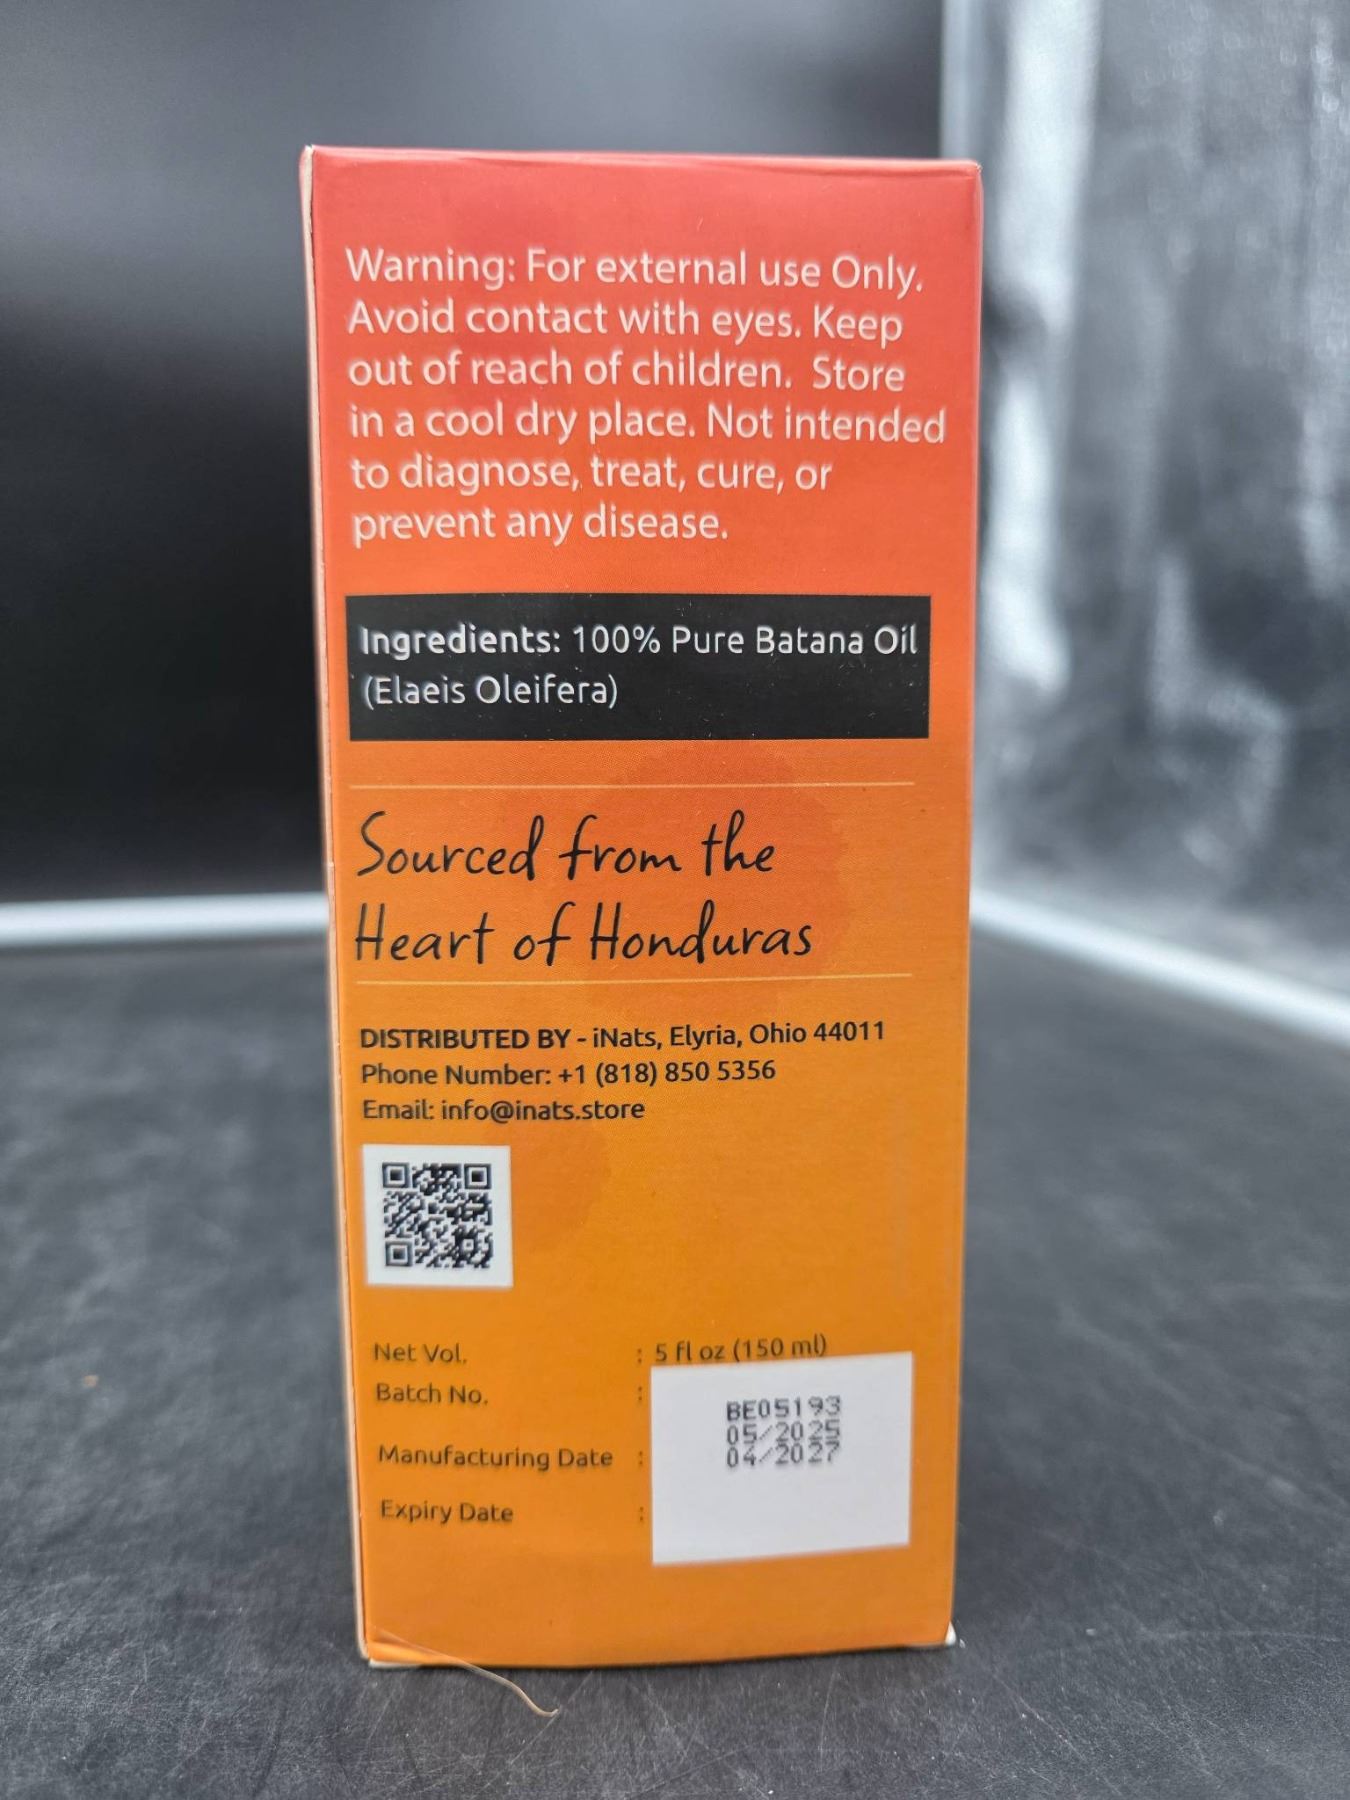 Warning: For external use Only.
Avoid contact with eyes. Keep
out of reach of children. Store
in a cool dry place. Not intended
to diagnose, treat, cure, or
prevent any disease.
Ingredients: 100% Pure Batana Oil
(Elaeis Oleifera)
Sourced from the
Heart of Honduras
DISTRIBUTED BY - iNats, Elyria, Ohio 44011
Phone Number: +1 (818) 850 5356
Email: info@inats.store
Net Vol. : 5 fl oz (150 ml)
Batch No. : BE05193
Manufacturing Date : 05/2025
Expiry Date : 04/2027